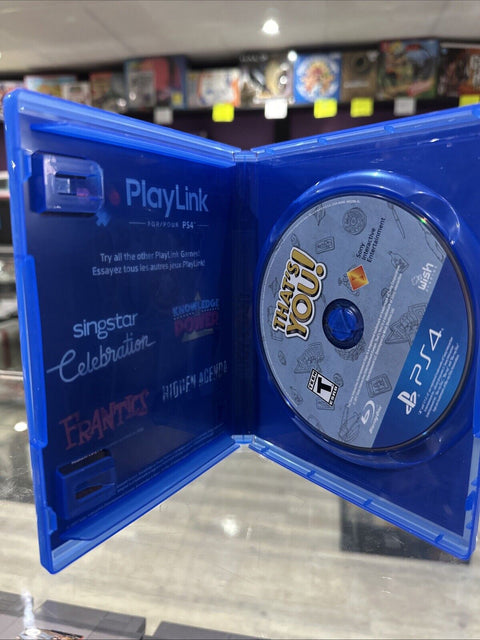 PlayLink
FOR/POUR PS4™
Try all the other PlayLink Games!
Essayez tous les autres jeux PlayLink!
singstar
Celebration
KNOWLEDGE
POWER
FRANTICS
HIDDEN AGENDA
THAT'S
YOU!
Sony
Interactive
Entertainment
wish
T
PS4